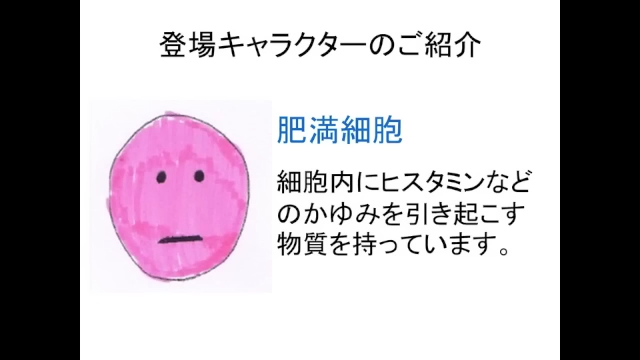 登場キャラクターのご紹介
肥満細胞
細胞内にヒスタミンなど
のかゆみを引き起こす
物質を持っています。